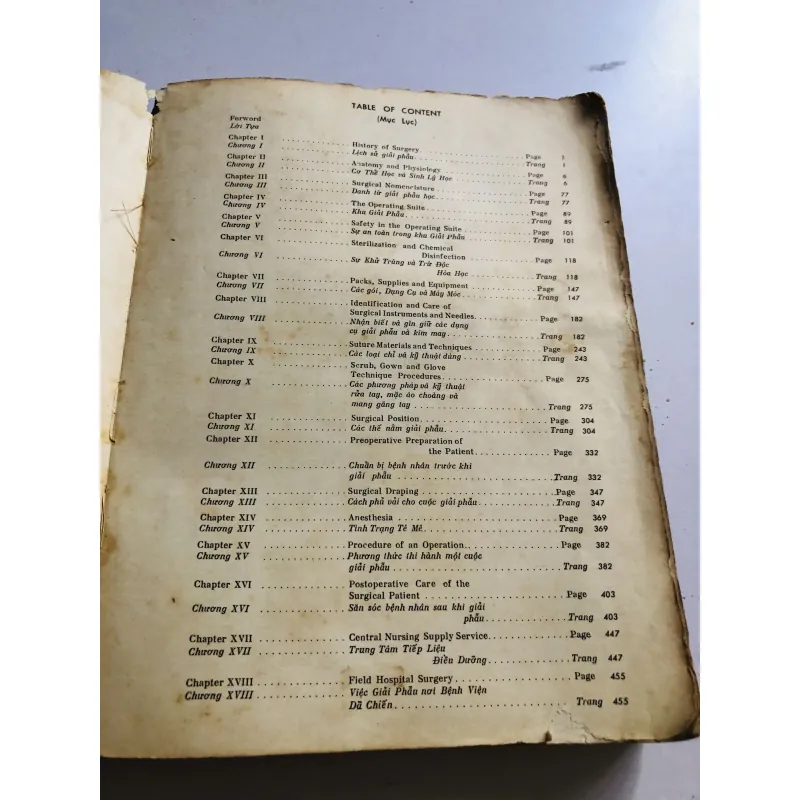 TABLE OF CONTENT
(Mục Lục)
Forword
Lời Tựa
Chapter I . . . . . . . . . . History of Surgery. . . . . . . . . . Page 1
Chương I . . . . . . . . . . Lịch sử giải phẫu. . . . . . . . . . Trang 1
Chapter II . . . . . . . . . . Anatomy and Physiology . . . . . . . . . . Page 6
Chương II . . . . . . . . . . Cơ Thể Học và Sinh Lý Học . . . . . . . . . . Trang 6
Chapter III . . . . . . . . . . Surgical Nomenclature . . . . . . . . . . Page 77
Chương III . . . . . . . . . . Danh từ giải phẫu học. . . . . . . . . . Trang 77
Chapter IV . . . . . . . . . . The Operating Suite . . . . . . . . . . Page 89
Chương IV . . . . . . . . . . Khu Giải Phẫu. . . . . . . . . . Trang 89
Chapter V . . . . . . . . . . Safety in the Operating Suite . . . . . . . . . . Page 101
Chương V . . . . . . . . . . Sự an toàn trong khu Giải Phẫu . . . . . . . . . . Trang 101
Chapter VI . . . . . . . . . . Sterilization and Chemical
Disinfection . . . . . . . . . . Page 118
Chương VI . . . . . . . . . . Sự Khử Trùng và Trừ Độc
Hóa Học . . . . . . . . . . Trang 118
Chapter VII . . . . . . . . . . Packs, Supplies and Equipment . . . . . . . . . . Page 147
Chương VII . . . . . . . . . . Các gói, Dụng Cụ và Máy Móc . . . . . . . . . . Trang 147
Chapter VIII . . . . . . . . . . Identification and Care of
Surgical Instruments and Needles. . . . . . . . . . Page 182
Chương VIII . . . . . . . . . . Nhận biết và gìn giữ các dụng
cụ giải phẫu và kim may . . . . . . . . . . Trang 182
Chapter IX . . . . . . . . . . Suture Materials and Techniques . . . . . . . . . . Page 243
Chương IX . . . . . . . . . . Các loại chỉ và kỹ thuật dùng . . . . . . . . . . Trang 243
Chapter X . . . . . . . . . . Scrub, Gown and Glove
Technique Procedures. . . . . . . . . . Page 275
Chương X . . . . . . . . . . Các phương pháp và kỹ thuật
rửa tay, mặc áo choàng và
mang găng tay . . . . . . . . . . Trang 275
Chapter XI . . . . . . . . . . Surgical Position . . . . . . . . . . Page 304
Chương XI . . . . . . . . . . Các thế nằm giải phẫu. . . . . . . . . . Trang 304
Chapter XII . . . . . . . . . . Preoperative Preparation of
the Patient . . . . . . . . . . Page 332
Chương XII . . . . . . . . . . Chuẩn bị bệnh nhân trước khi
giải phẫu . . . . . . . . . . Trang 332
Chapter XIII . . . . . . . . . . Surgical Draping . . . . . . . . . . Page 347
Chương XIII . . . . . . . . . . Cách phủ vải cho cuộc giải phẫu. . . . . . . . . . Trang 347
Chapter XIV . . . . . . . . . . Anesthesia . . . . . . . . . . Page 369
Chương XIV . . . . . . . . . . Tình Trạng Tê Mê. . . . . . . . . . Trang 369
Chapter XV . . . . . . . . . . Procedure of an Operation. . . . . . . . . . Page 382
Chương XV . . . . . . . . . . Phương thức thi hành một cuộc
giải phẫu . . . . . . . . . . Trang 382
Chapter XVI . . . . . . . . . . Postoperative Care of the
Surgical Patient . . . . . . . . . . Page 403
Chương XVI . . . . . . . . . . Săn sóc bệnh nhân sau khi giải
phẫu. . . . . . . . . . Trang 403
Chapter XVII . . . . . . . . . . Central Nursing Supply Service. . . . . . . . . . Page 447
Chương XVII . . . . . . . . . . Trung Tâm Tiếp Liệu
Điều Dưỡng . . . . . . . . . . Trang 447
Chapter XVIII . . . . . . . . . . Field Hospital Surgery . . . . . . . . . . Page 455
Chương XVIII . . . . . . . . . . Việc Giải Phẫu nơi Bệnh Viện
Dã Chiến . . . . . . . . . . Trang 455